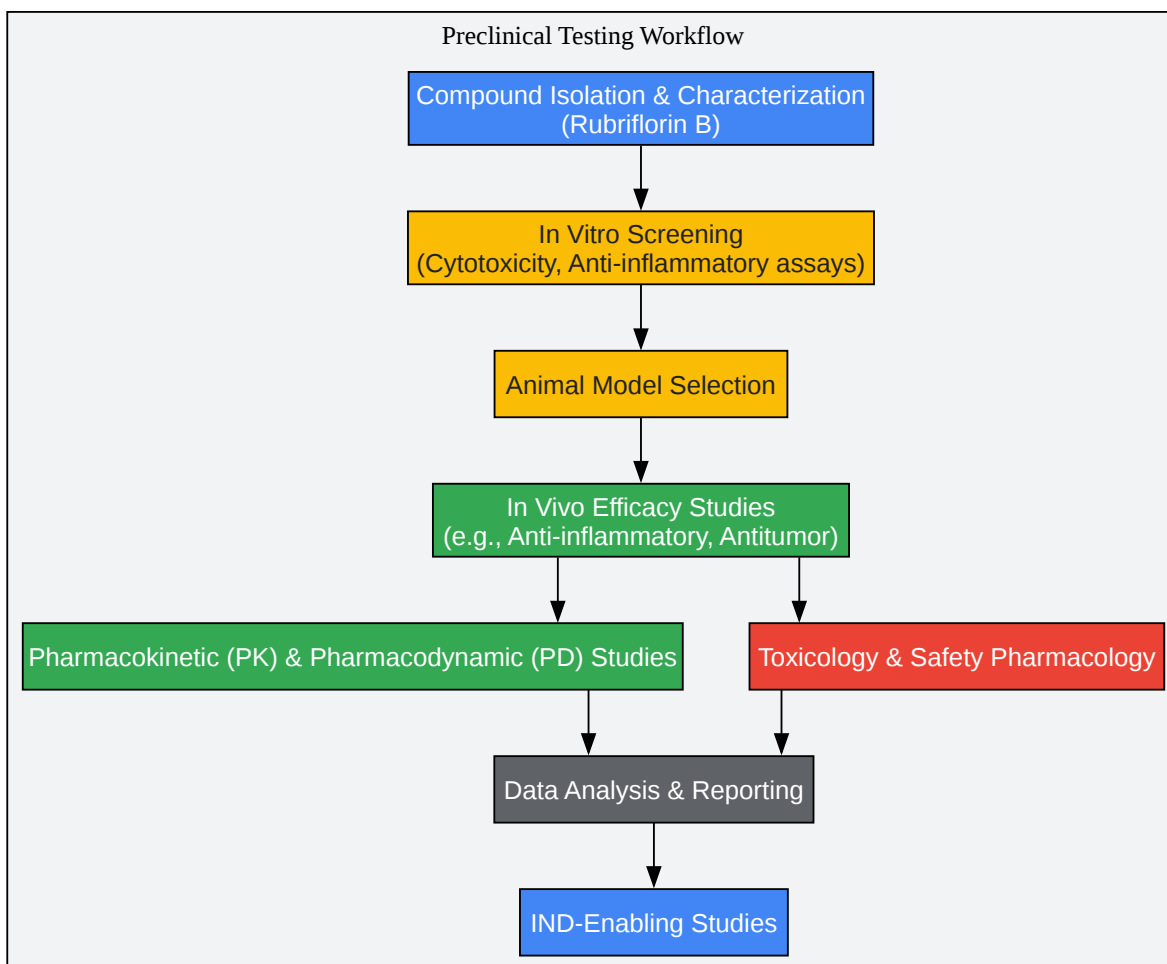 Preclinical Testing Workflow
Compound Isolation & Characterization
(Rubriflorin B)
In Vitro Screening
(Cytotoxicity, Anti-inflammatory assays)
Animal Model Selection
In Vivo Efficacy Studies
(e.g., Anti-inflammatory, Antitumor)
Pharmacokinetic (PK) & Pharmacodynamic (PD) Studies
Toxicology & Safety Pharmacology
Data Analysis & Reporting
IND-Enabling Studies